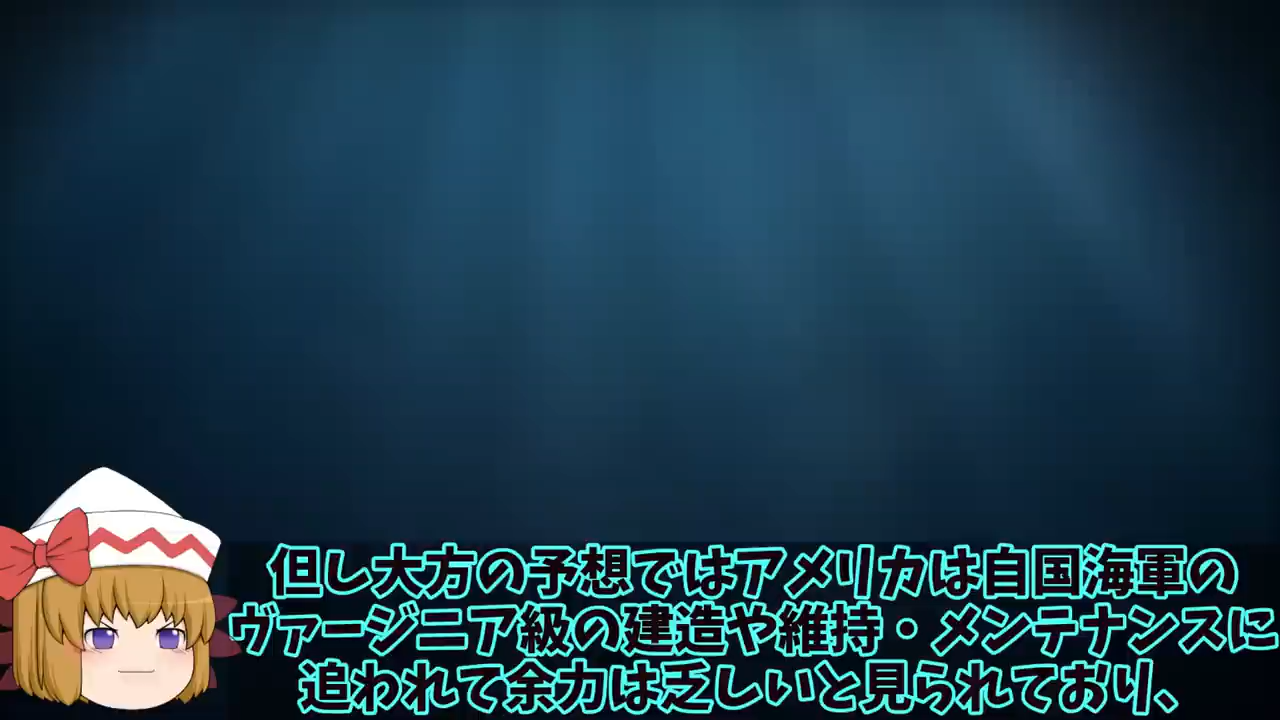 但し大方の予想ではアメリカは自国海軍の
ヴァージニア級の建造や維持・メンテナンスに
追われて余力は乏しいと見られており、